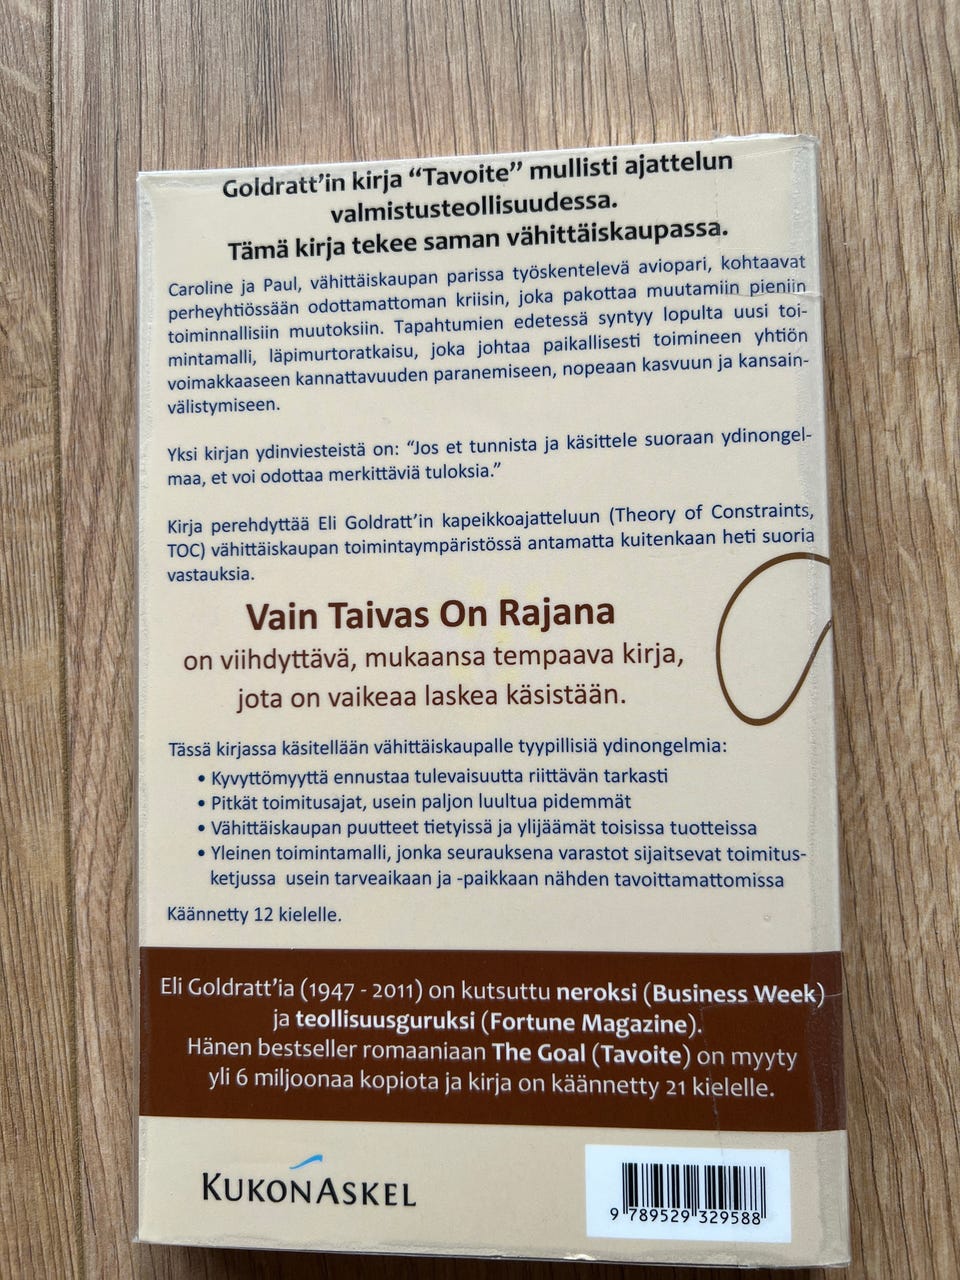 Goldratt'in kirja “Tavoite” mullisti ajattelun
valmistusteollisuudessa.
Tämä kirja tekee saman vähittäiskaupassa.
Caroline ja Paul, vähittäiskaupan parissa työskentelevä aviopari, kohtaavat
perheyhtiössään odottamattoman kriisin, joka pakottaa muutamiin pieniin
toiminnallisiin muutoksiin. Tapahtumien edetessä syntyy lopulta uusi toi-
mintamalli, läpimurtoratkaisu, joka johtaa paikallisesti toimineen yhtiön
voimakkaaseen kannattavuuden paranemiseen, nopeaan kasvuun ja kansain-
välistymiseen.
Yksi kirjan ydinviesteistä on: “Jos et tunnista ja käsittele suoraan ydinongel-
maa, et voi odottaa merkittäviä tuloksia.”
Kirja perehdyttää Eli Goldratt'in kapeikkoajatteluun (Theory of Constraints,
TOC) vähittäiskaupan toimintaympäristössä antamatta kuitenkaan heti suoria
vastauksia.
Vain Taivas On Rajana
on viihdyttävä, mukaansa tempaava kirja,
jota on vaikeaa laskea käsistään.
Tässä kirjassa käsitellään vähittäiskaupalle tyypillisiä ydinongelmia:
• Kyvyttömyyttä ennustaa tulevaisuutta riittävän tarkasti
• Pitkät toimitusajat, usein paljon luultua pidemmät
• Vähittäiskaupan puutteet tietyissä ja ylijäämät toisissa tuotteissa
• Yleinen toimintamalli, jonka seurauksena varastot sijaitsevat toimitus-
ketjussa usein tarveaikaan ja -paikkaan nähden tavoittamattomissa
Käännetty 12 kielelle.
Eli Goldratt'ia (1947 - 2011) on kutsuttu neroksi (Business Week)
ja teollisuusguruksi (Fortune Magazine).
Hänen bestseller romaaniaan The Goal (Tavoite) on myyty
yli 6 miljoonaa kopiota ja kirja on käännetty 21 kielelle.
KUKONASKEL
9 789529 329588